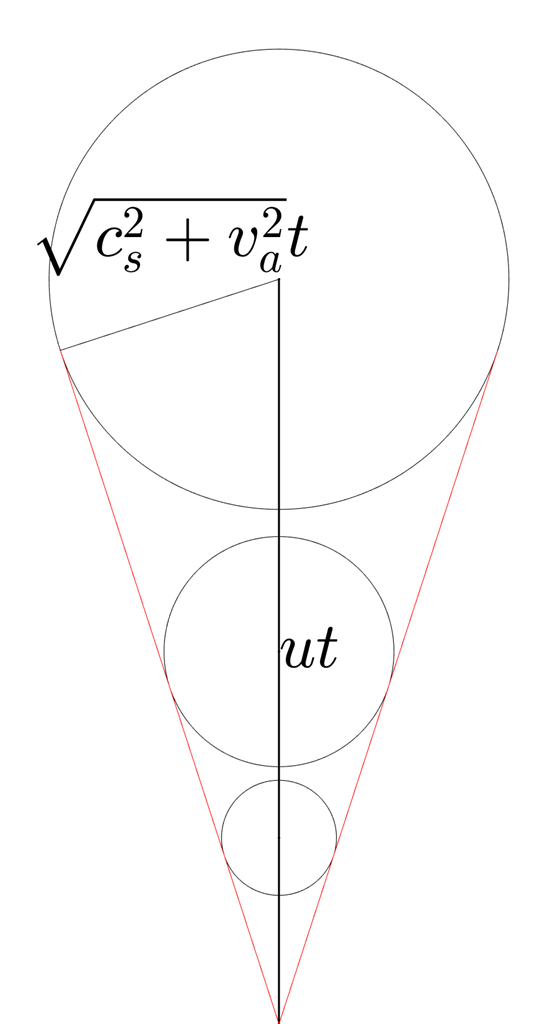 √(c_s^2 + v_a^2)t
ut